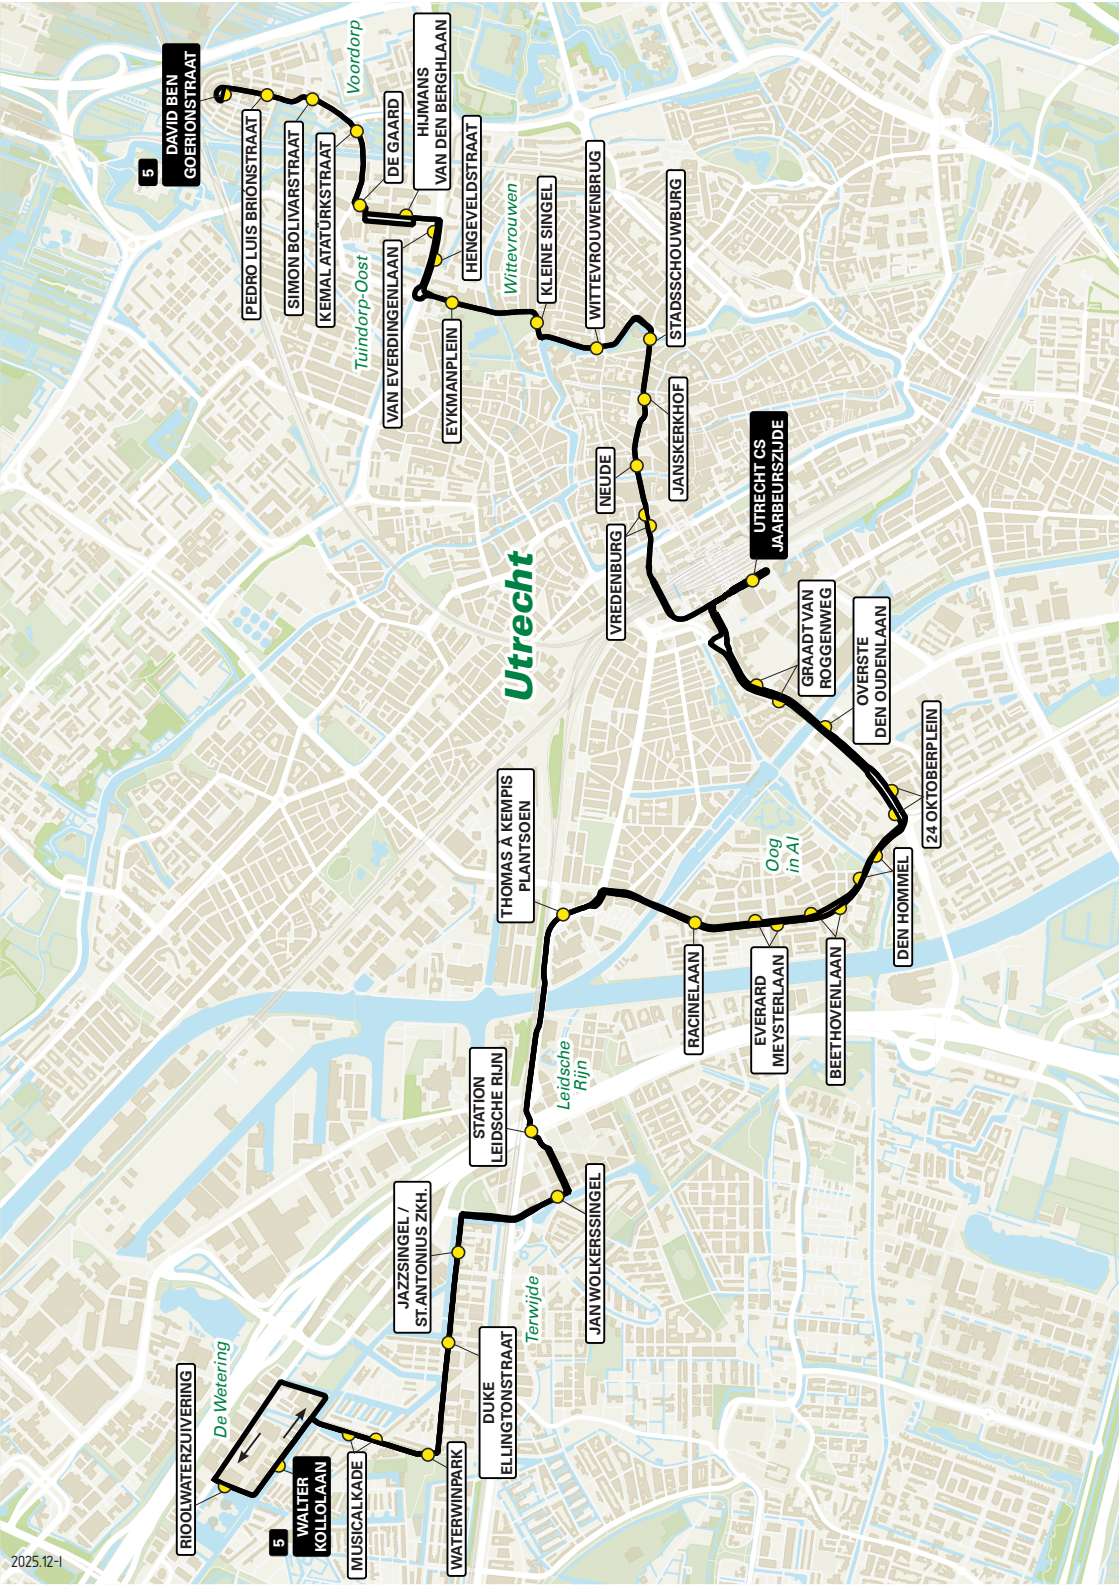 5
DAVID BEN
GOERIONSTRAAT
PEDRO LUIS BRIÓNSTRAAT
SIMON BOLIVARSTRAAT
KEMAL ATATURKSTRAAT
Voordorp
DE GAARD
HIJMANS
VAN DEN BERGHLAAN
HENGEVELDSTRAAT
Tuindorp-Oost
VAN EVERDINGENLAAN
EYKMANPLEIN
Wittevrouwen
KLEINE SINGEL
WITTEVROUWENBRUG
STADSSCHOUWBURG
JANSKERKHOF
NEUDE
VREDENBURG
UTRECHT CS
JAARBEURSZIJDE
Utrecht
GRAADT VAN
ROGGENWEG
OVERSTE
DEN OUDENLAAN
24 OKTOBERPLEIN
Oog
in Al
DEN HOMMEL
BEETHOVENLAAN
EVERARD
MEYSTERLAAN
RACINELAAN
THOMAS À KEMPIS
PLANTSOEN
Leidsche
Rijn
STATION
LEIDSCHE RIJN
JAN WOLKERSSINGEL
JAZZSINGEL /
ST. ANTONIUS ZKH.
Terwijde
DUKE
ELLINGTONSTRAAT
WATERWINPARK
MUSICALKADE
5
WALTER
KOLLOLAAN
De Wetering
RIOOLWATERZUIVERING
2025.12-I